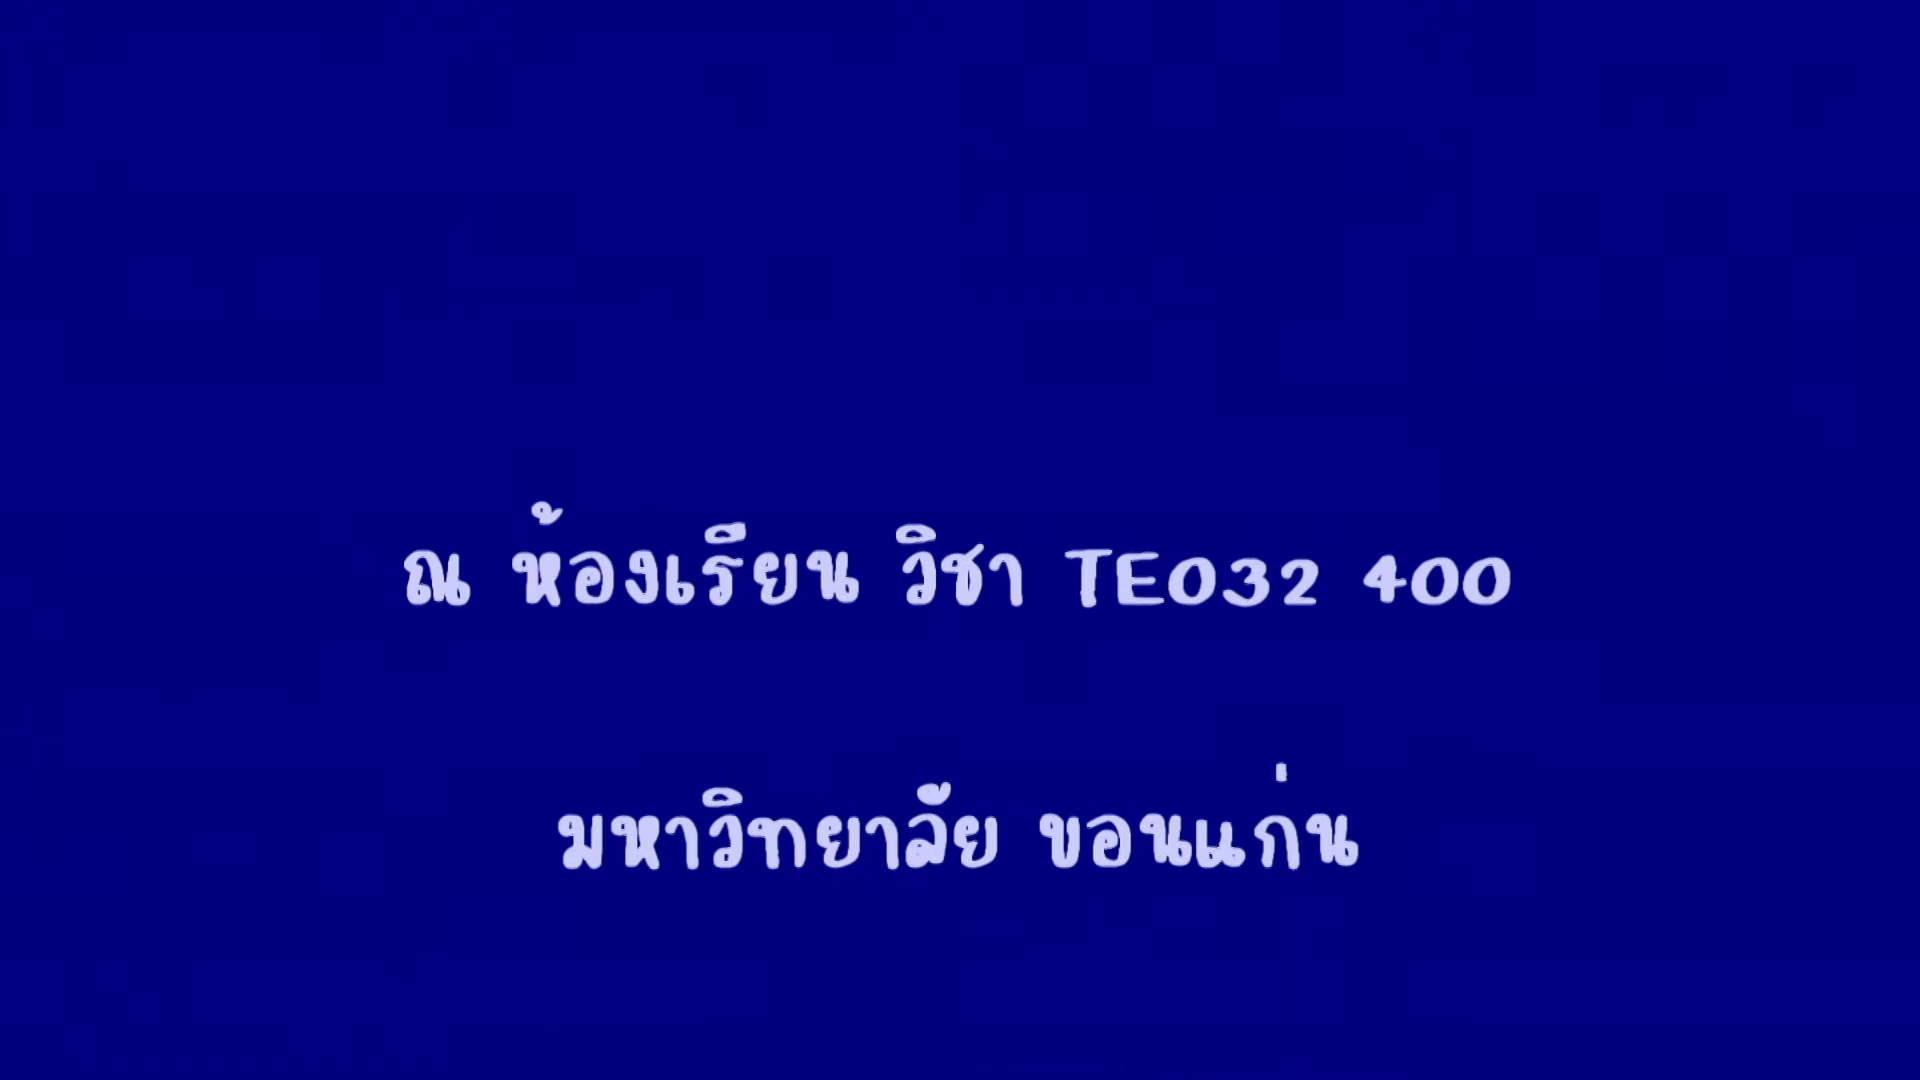 ณ ห้องเรียน วิชา TE032 400
มหาวิทยาลัย ขอนแก่น